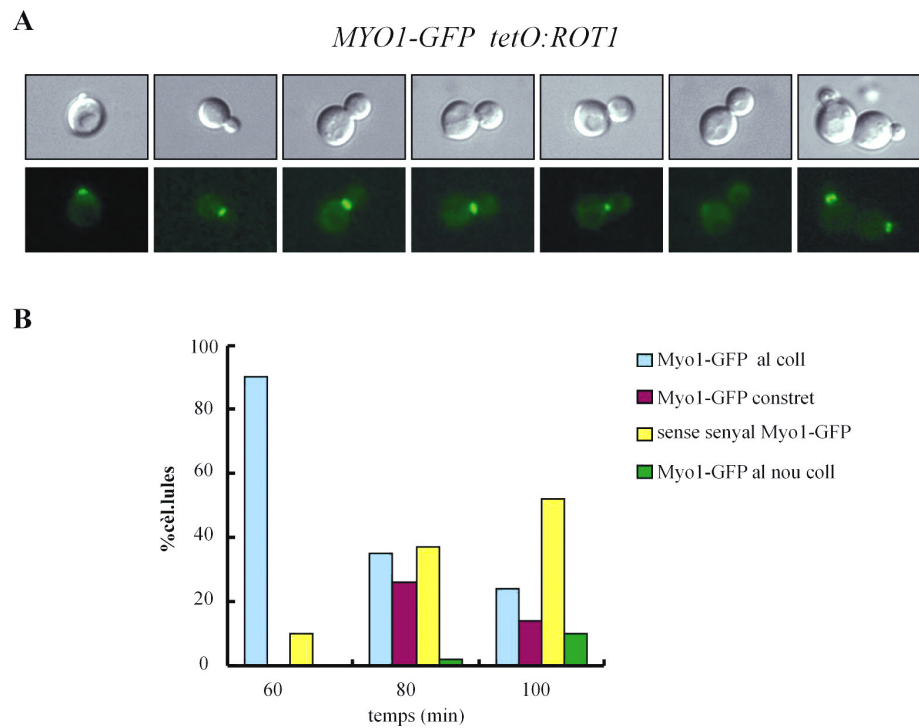 A
MYO1-GFP tetO:ROT1
B
100
80
60
40
20
0
%cèl.lules
60
80
100
temps (min)
Myo1-GFP al coll
Myo1-GFP constret
sense senyal Myo1-GFP
Myo1-GFP al nou coll